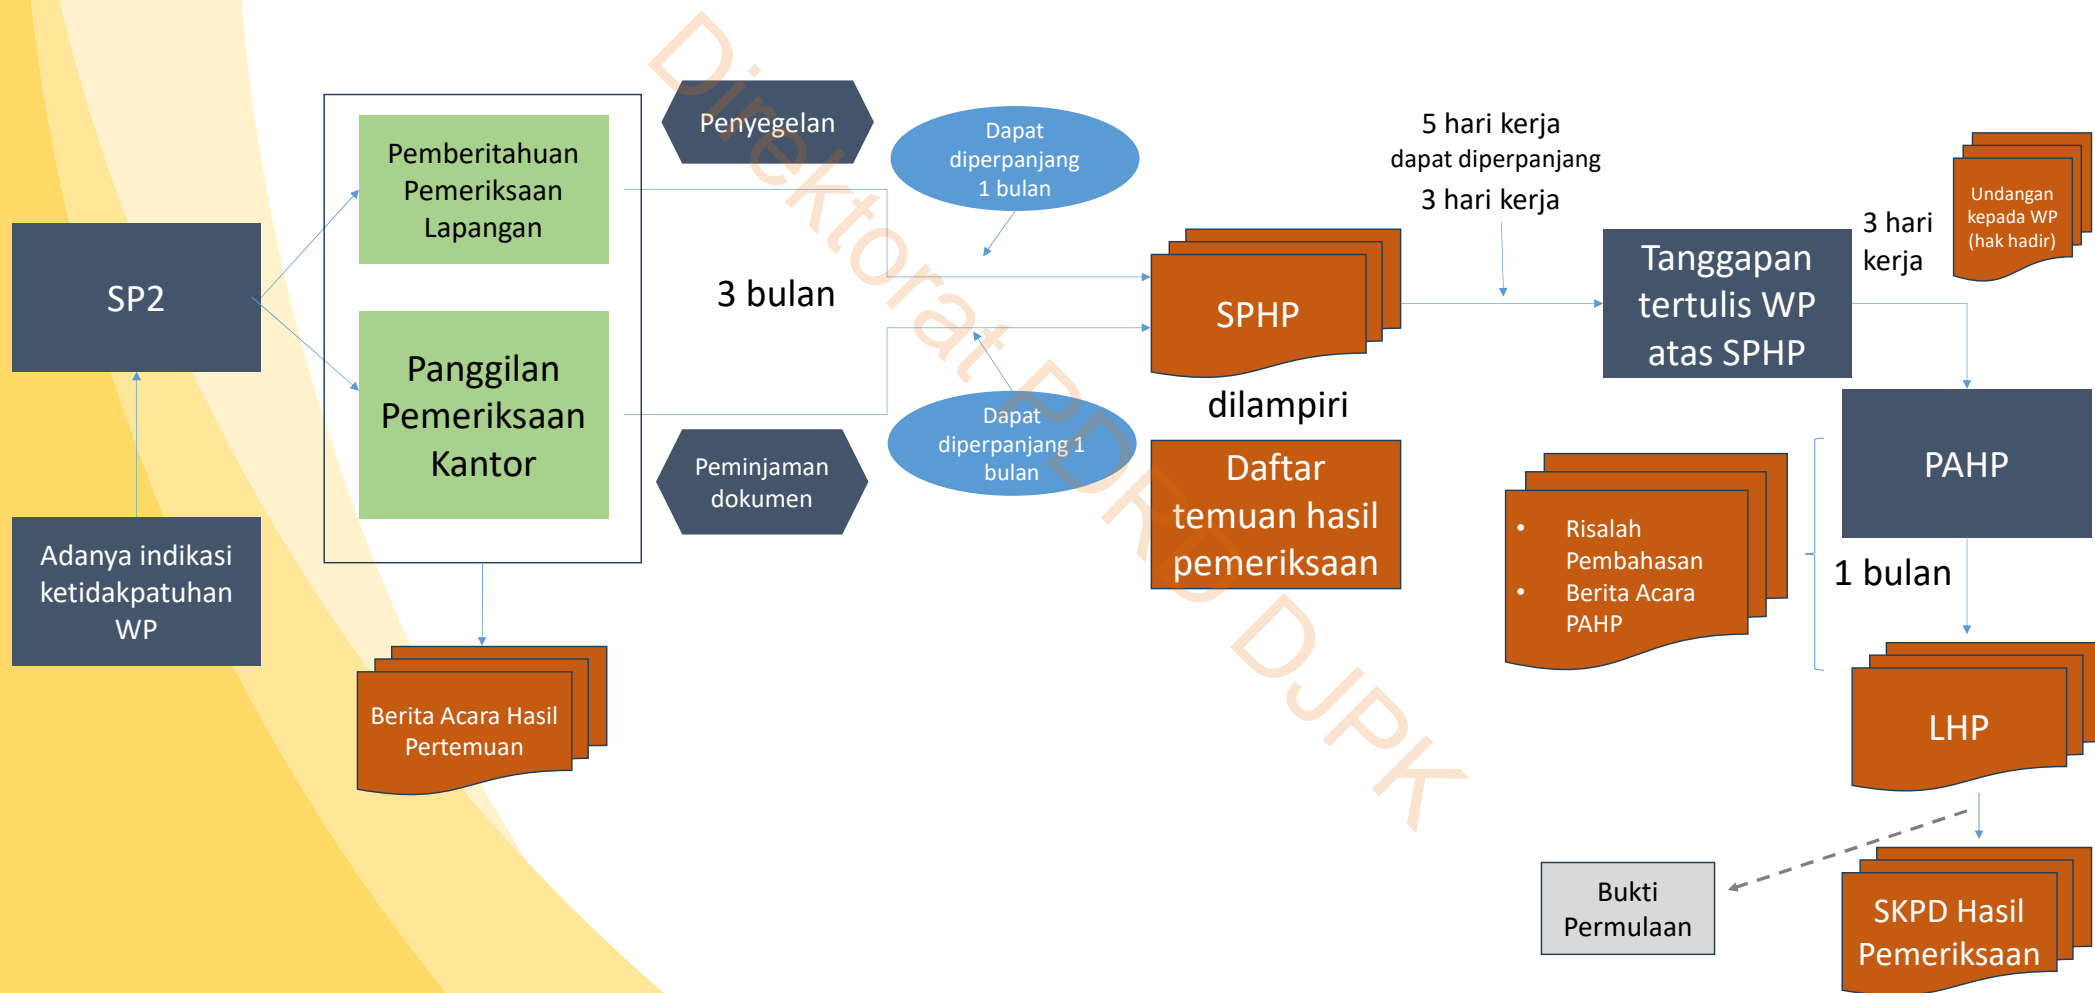 Penyegelan
Dapat
diperpanjang
1 bulan
5 hari kerja
dapat diperpanjang
3 hari kerja
Pemberitahuan
Pemeriksaan
Lapangan
Undangan
kepada WP
(hak hadir)
3 hari
kerja
SP2
3 bulan
SPHP
Tanggapan
tertulis WP
atas SPHP
Panggilan
Pemeriksaan
Kantor
dilampiri
Dapat
diperpanjang 1
bulan
Peminjaman
dokumen
Daftar
temuan hasil
pemeriksaan
PAHP
• Risalah
Pembahasan
• Berita Acara
PAHP
1 bulan
Adanya indikasi
ketidakpatuhan
WP
Berita Acara Hasil
Pertemuan
LHP
Bukti
Permulaan
SKPD Hasil
Pemeriksaan
Direktorat PDRD DJPK